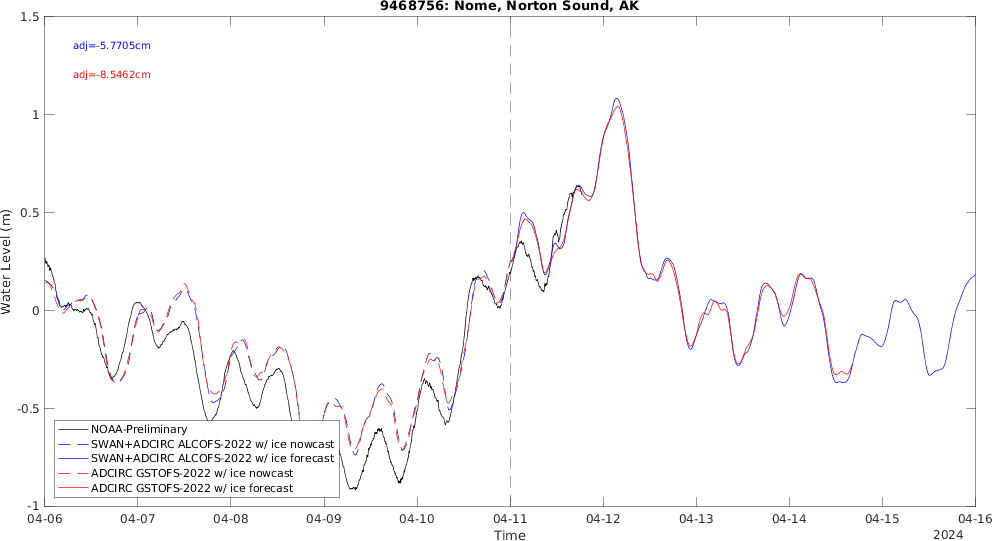 9468756: Nome, Norton Sound, AK
adj=-5.7705cm
adj=-8.5462cm
Water Level (m)
1.5
1
0.5
0
-0.5
-1
NOAA-Preliminary
SWAN+ADCIRC ALCOFS-2022 w/ ice nowcast
SWAN+ADCIRC ALCOFS-2022 w/ ice forecast
ADCIRC GSTOFS-2022 w/ ice nowcast
ADCIRC GSTOFS-2022 w/ ice forecast
04-06 04-07 04-08 04-09 04-10 04-11 04-12 04-13 04-14 04-15 04-16
Time
2024